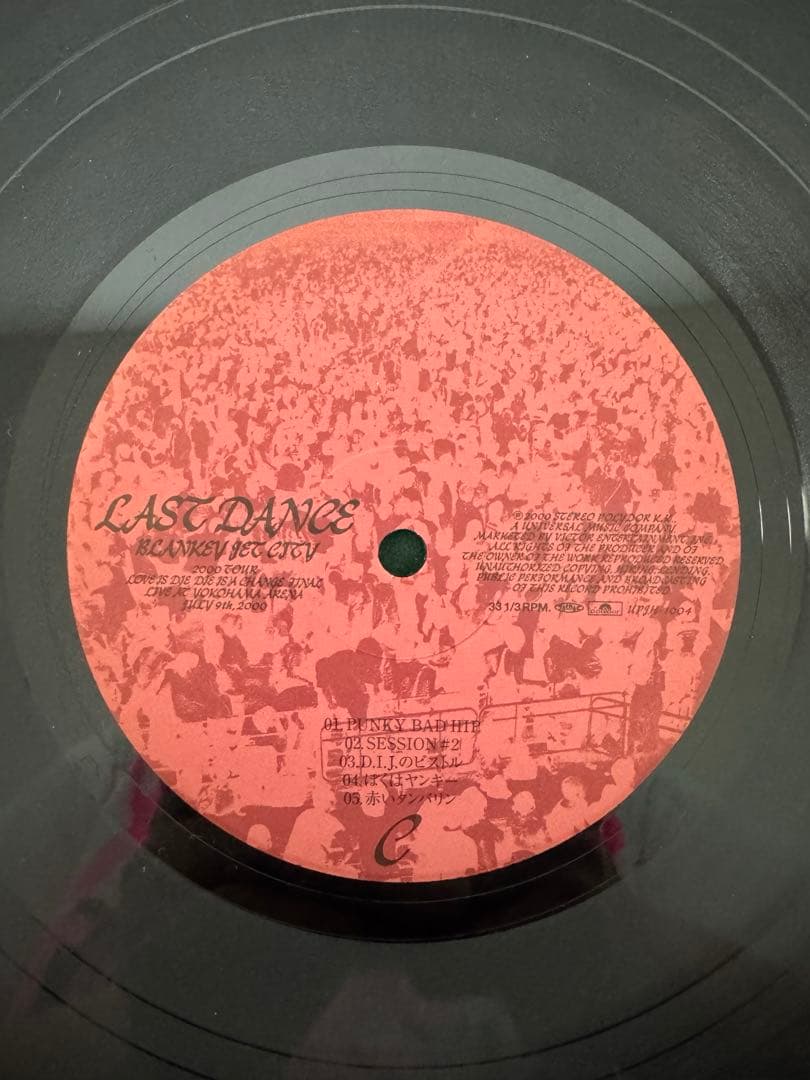 LAST DANCE
BLANKEY JET CITY
2000 TOUR
LOVE IS DIE DIE IS A CHANGE FINAL
LIVE AT YOKOHAMA ARENA
JULY 9th, 2000
Ⓟ2000 STEREO POLYDOR K.K.
A UNIVERSAL MUSIC COMPANY
MARKETED BY VICTOR ENTERTAINMENT INC.
ALL RIGHTS OF THE PRODUCER AND OF
THE OWNER OF THE WORK REPRODUCED RESERVED
UNAUTHORIZED COPYING, HIRING, LENDING,
PUBLIC PERFORMANCE AND BROADCASTING
OF THIS RECORD PROHIBITED.
33 1/3 RPM. UPJH-1004
01. PUNKY BAD HIP
02. SESSION #2
03. D.I.J.のピストル
04. ぼくはヤンキー
05. 赤いタンバリン
C